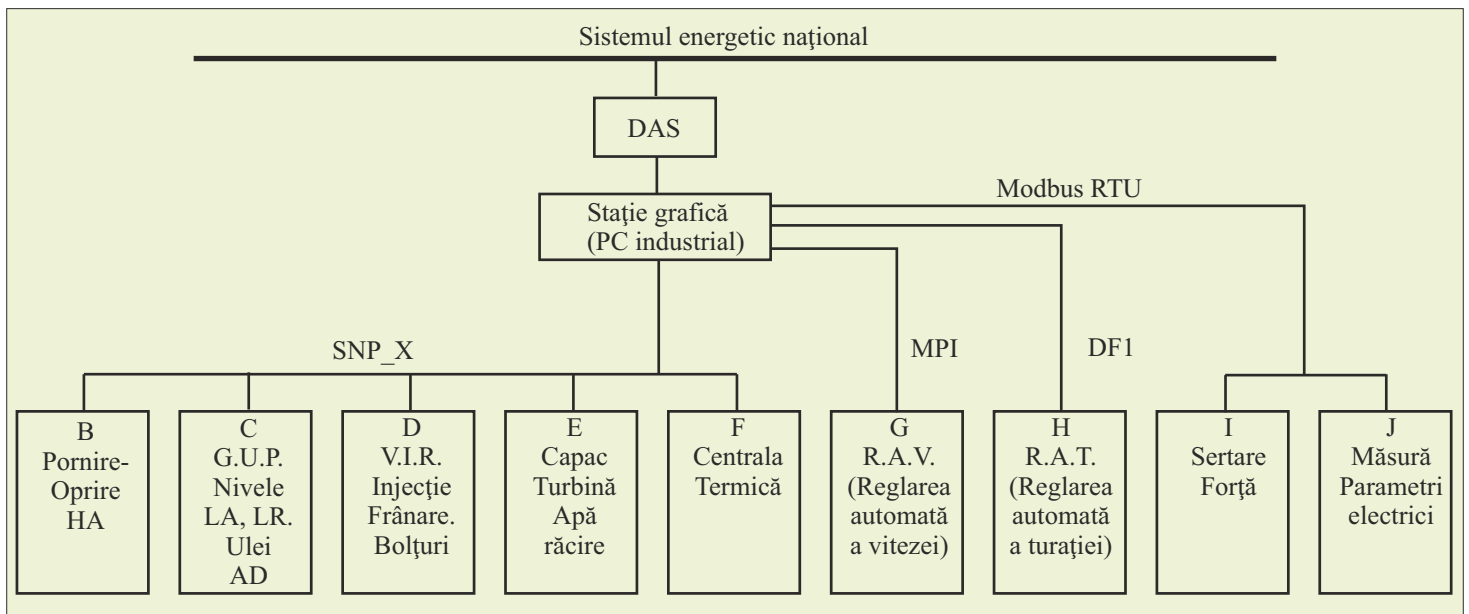 Sistemul energetic naţional
DAS
Modbus RTU
Staţie grafică
(PC industrial)
SNP_X
MPI
DF1
B
Pornire-
Oprire
HA
C
G.U.P.
Nivele
LA, LR.
Ulei
AD
D
V.I.R.
Injecţie
Frânare.
Bolţuri
E
Capac
Turbină
Apă
răcire
F
Centrala
Termică
G
R.A.V.
(Reglarea
automată
a vitezei)
H
R.A.T.
(Reglarea
automată
a turaţiei)
I
Sertare
Forţă
J
Măsură
Parametri
electrici